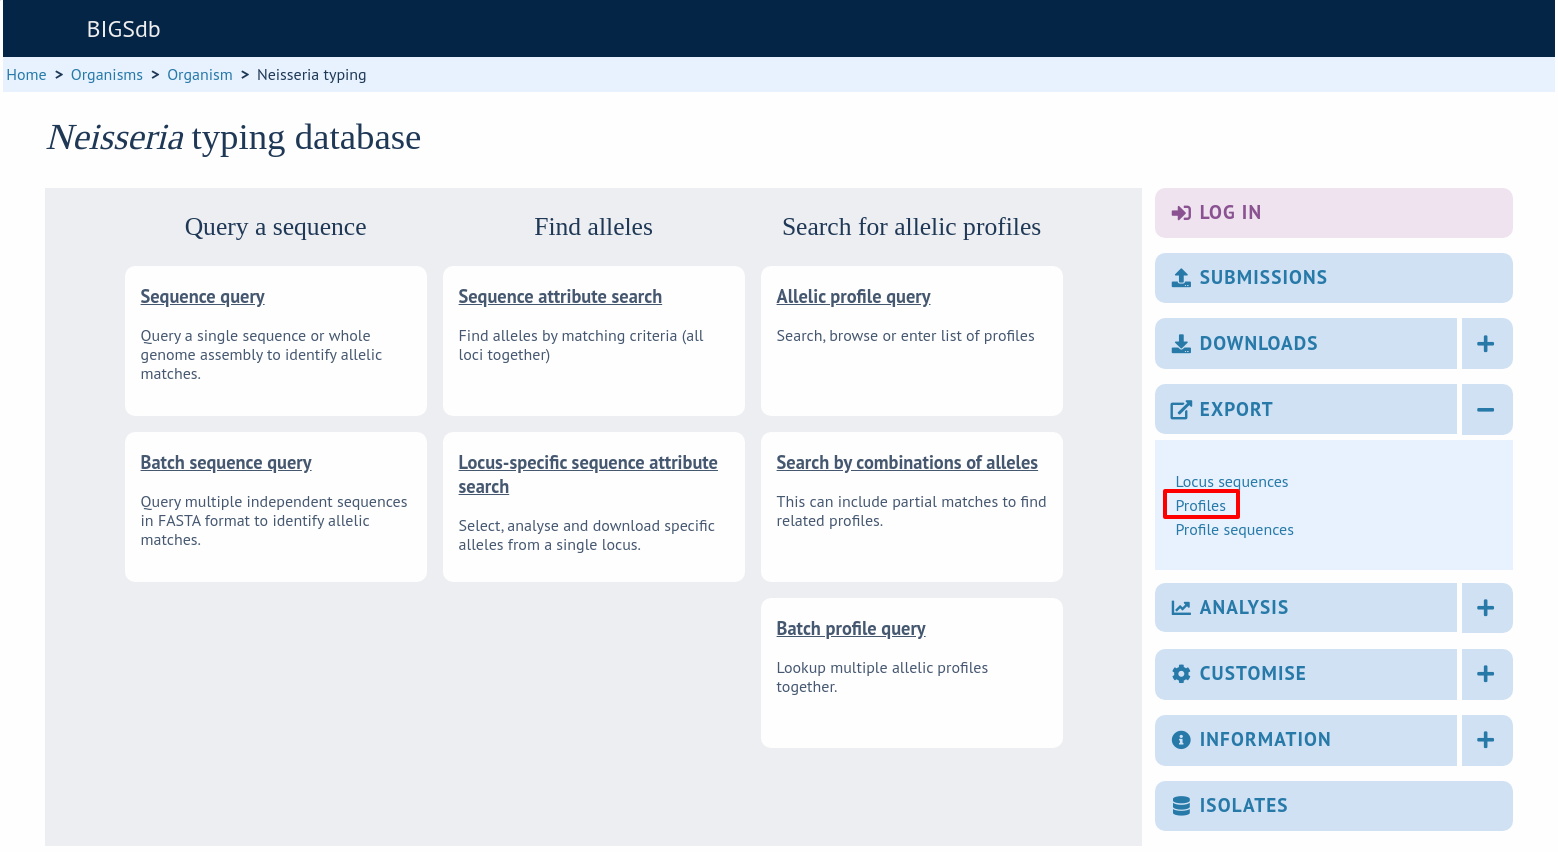 BIGSdb
Home > Organisms > Organism > Neisseria typing
Neisseria typing database
Query a sequence
Sequence query
Query a single sequence or whole
genome assembly to identify allelic
matches.
Batch sequence query
Query multiple independent sequences
in FASTA format to identify allelic
matches.
Find alleles
Sequence attribute search
Find alleles by matching criteria (all
loci together)
Locus-specific sequence attribute
search
Select, analyse and download specific
alleles from a single locus.
Search for allelic profiles
Allelic profile query
Search, browse or enter list of profiles
Search by combinations of alleles
This can include partial matches to find
related profiles.
Batch profile query
Lookup multiple allelic profiles
together.
LOG IN
SUBMISSIONS
DOWNLOADS
EXPORT
Locus sequences
Profiles
Profile sequences
ANALYSIS
CUSTOMISE
INFORMATION
ISOLATES